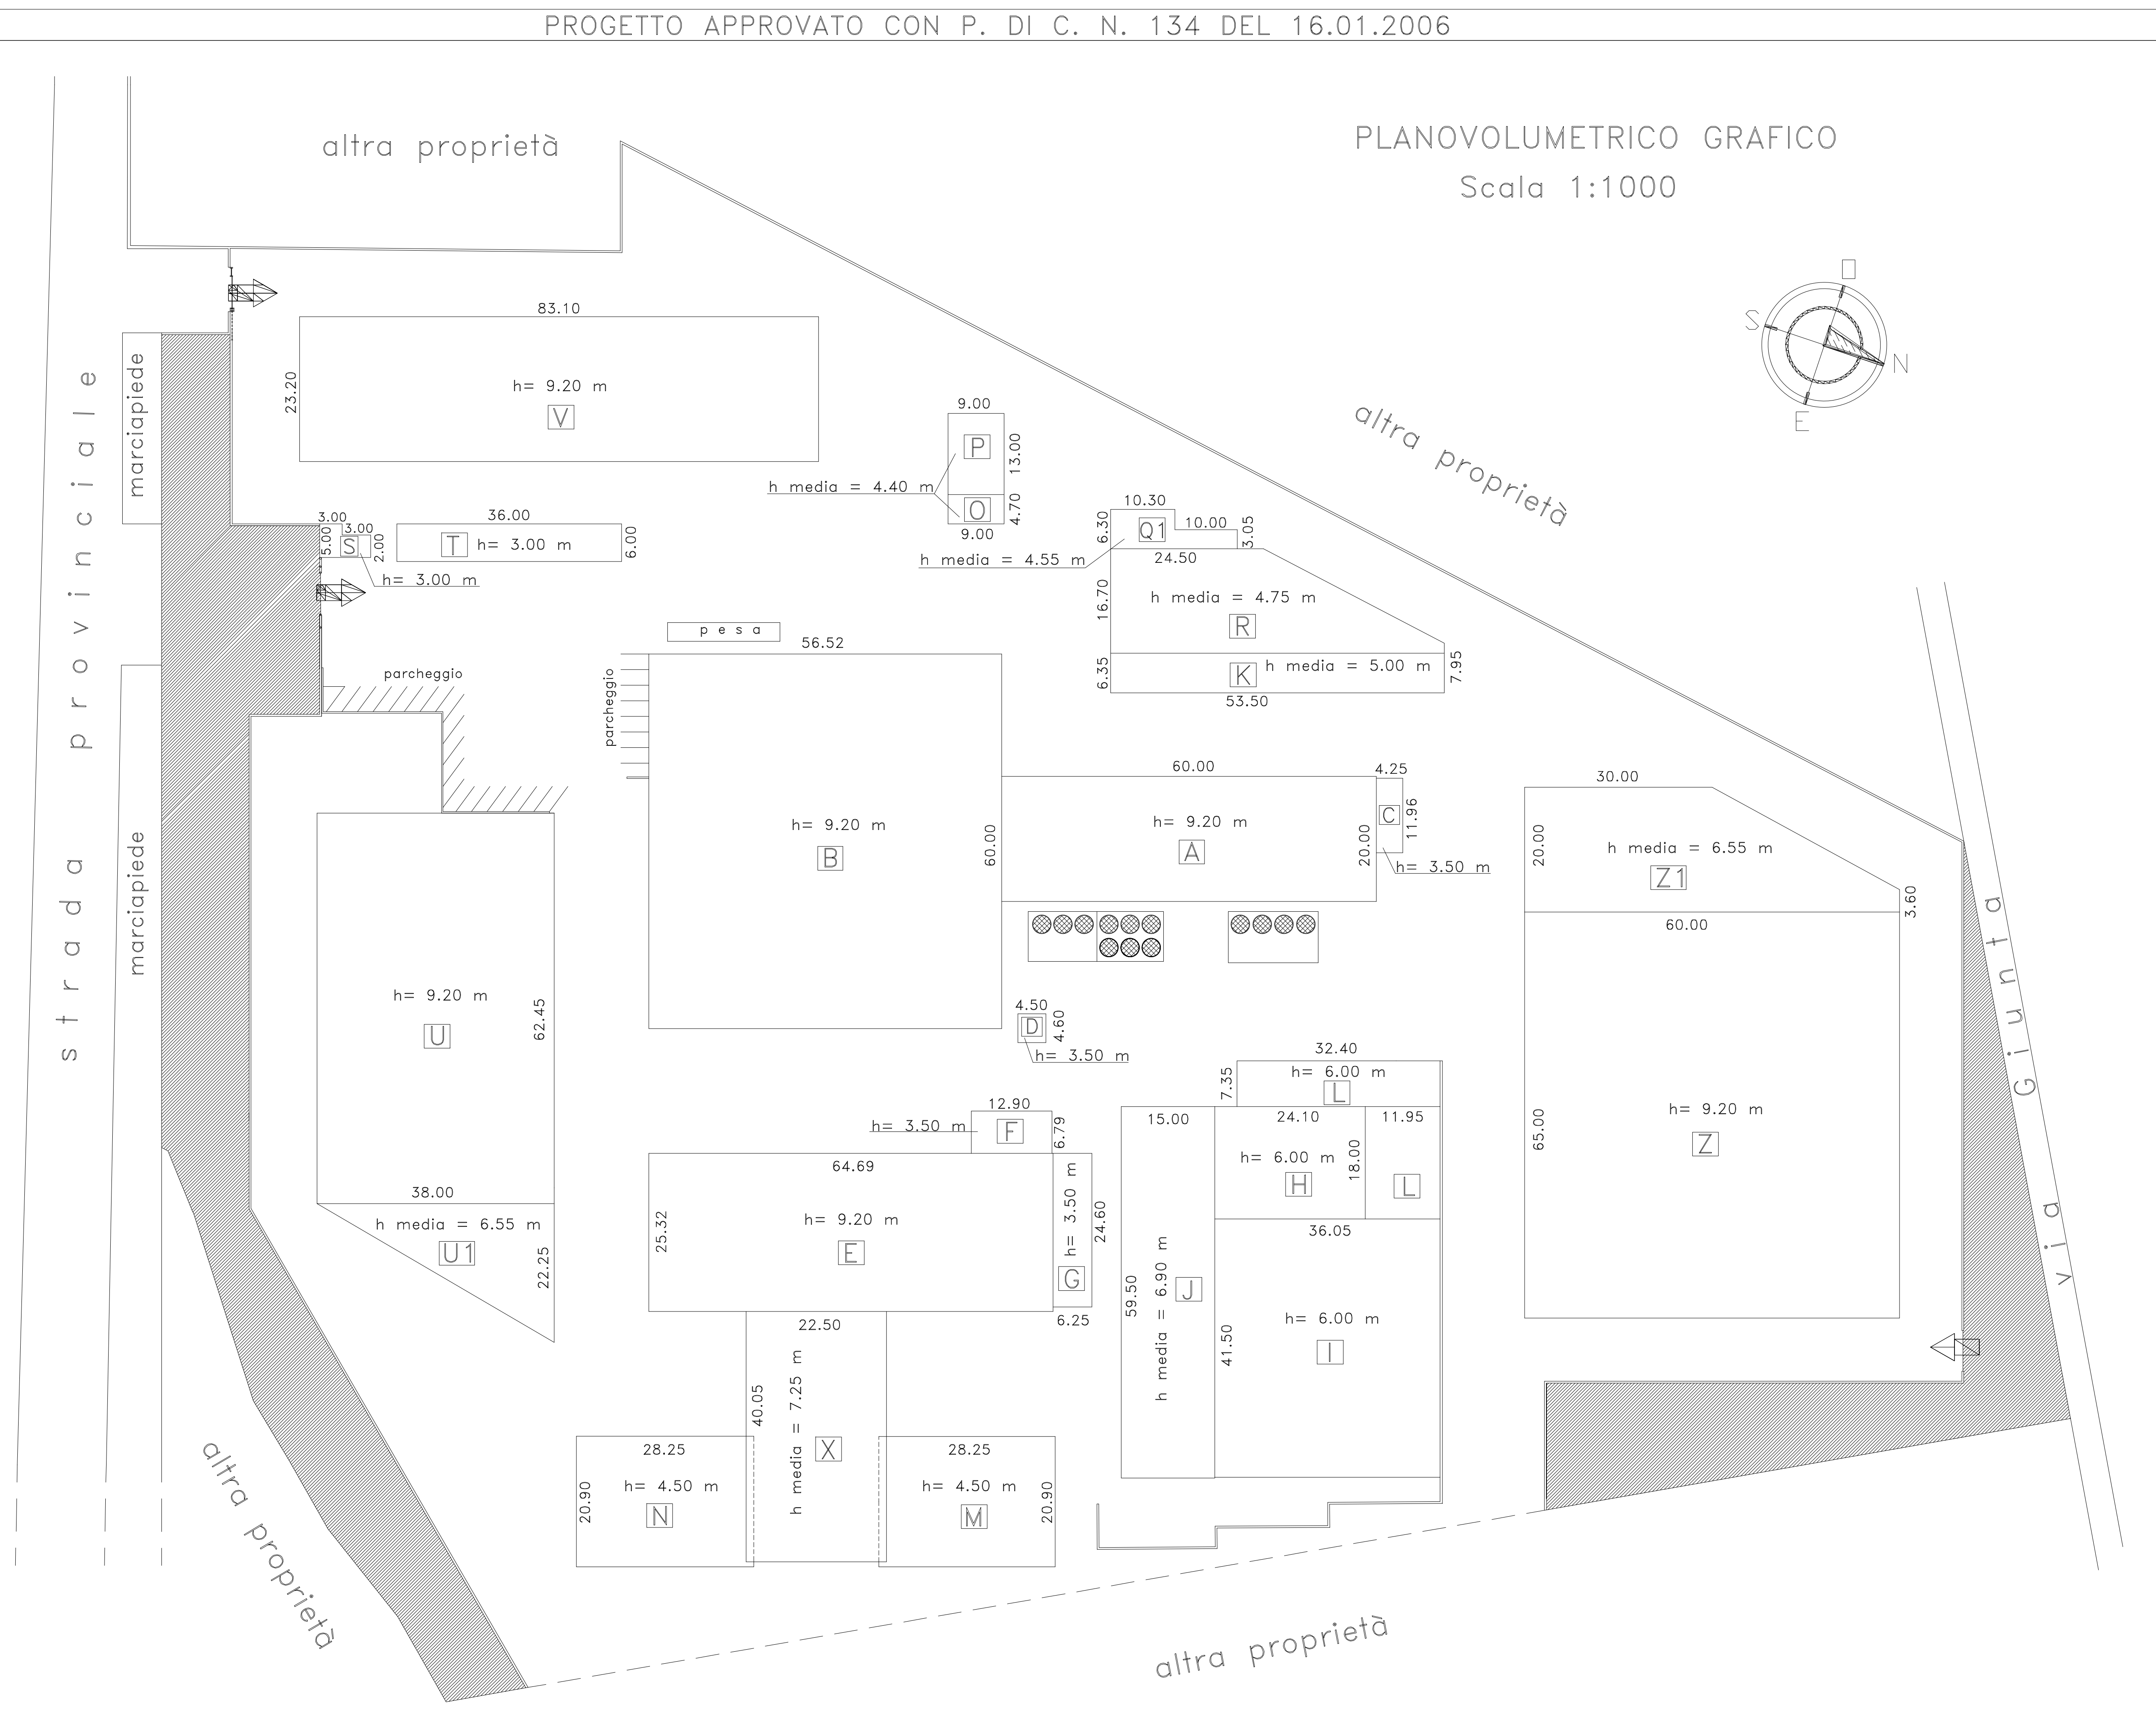 PROGETTO APPROVATO CON P. DI C. N. 134 DEL 16.01.2006
PLANOVOLUMETRICO GRAFICO
Scala 1:1000
altra proprietà
O
S
N
E
altra proprietà
strada provinciale
marciapiede
marciapiede
83.10
23.20
h= 9.20 m
V
9.00
P
13.00
h media = 4.40 m
O
4.70
9.00
3.00
3.00
5.00
S
2.00
h= 3.00 m
36.00
T
h= 3.00 m
6.00
10.30
6.30
Q1
10.00
3.05
h media = 4.55 m
24.50
16.70
h media = 4.75 m
R
6.35
K
h media = 5.00 m
7.95
53.50
pesa
parcheggio
parcheggio
56.52
h= 9.20 m
B
60.00
60.00
h= 9.20 m
A
20.00
4.25
C
11.96
h= 3.50 m
30.00
20.00
h media = 6.55 m
Z1
3.60
60.00
65.00
h= 9.20 m
Z
via Giunta
h= 9.20 m
U
62.45
38.00
h media = 6.55 m
U1
22.25
4.50
D
4.60
h= 3.50 m
32.40
7.35
h= 6.00 m
L
12.90
h= 3.50 m
F
6.79
64.69
25.32
h= 9.20 m
E
h= 3.50 m
G
24.60
6.25
15.00
24.10
11.95
h= 6.00 m
H
18.00
L
36.05
59.50
h media = 6.90 m
J
41.50
h= 6.00 m
I
22.50
40.05
h media = 7.25 m
X
28.25
20.90
h= 4.50 m
N
28.25
h= 4.50 m
M
20.90
altra proprietà
altra proprietà